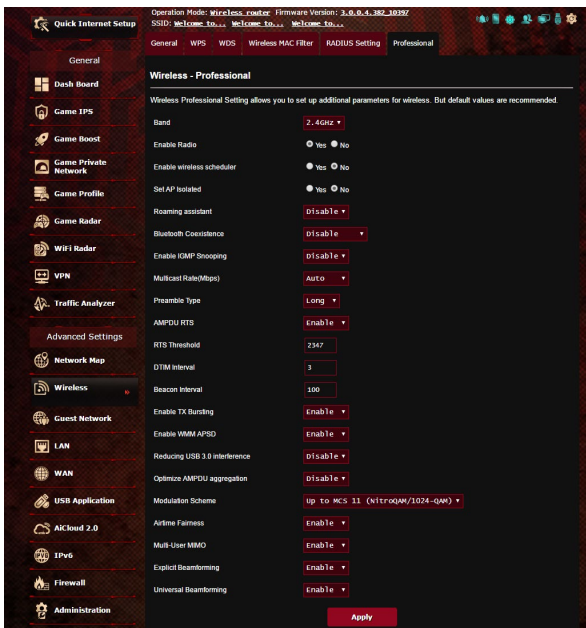 Quick Internet Setup
Operation Mode: Wireless router Firmware Version: 3.0.0.4.382_10397
SSID: Welcome to... Welcome to... Welcome to...
General WPS WDS Wireless MAC Filter RADIUS Setting Professional
General
Dash Board
Game IPS
Game Boost
Game Private
Network
Game Profile
Game Radar
WiFi Radar
VPN
Traffic Analyzer
Advanced Settings
Network Map
Wireless
Guest Network
LAN
WAN
USB Application
AiCloud 2.0
IPv6
Firewall
Administration
Wireless - Professional
Wireless Professional Setting allows you to set up additional parameters for wireless. But default values are recommended.
Band 2.4GHz
Enable Radio Yes No
Enable wireless scheduler Yes No
Set AP Isolated Yes No
Roaming assistant Disable
Bluetooth Coexistence Disable
Enable IGMP Snooping Disable
Multicast Rate(Mbps) Auto
Preamble Type Long
AMPDU RTS Enable
RTS Threshold 2347
DTIM Interval 3
Beacon Interval 100
Enable TX Bursting Enable
Enable WMM APSD Enable
Reducing USB 3.0 interference Disable
Optimize AMPDU aggregation Disable
Modulation Scheme Up to MCS 11 (NitroQAM/1024-QAM)
Airtime Fairness Enable
Multi-User MIMO Enable
Explicit Beamforming Enable
Universal Beamforming Enable
Apply